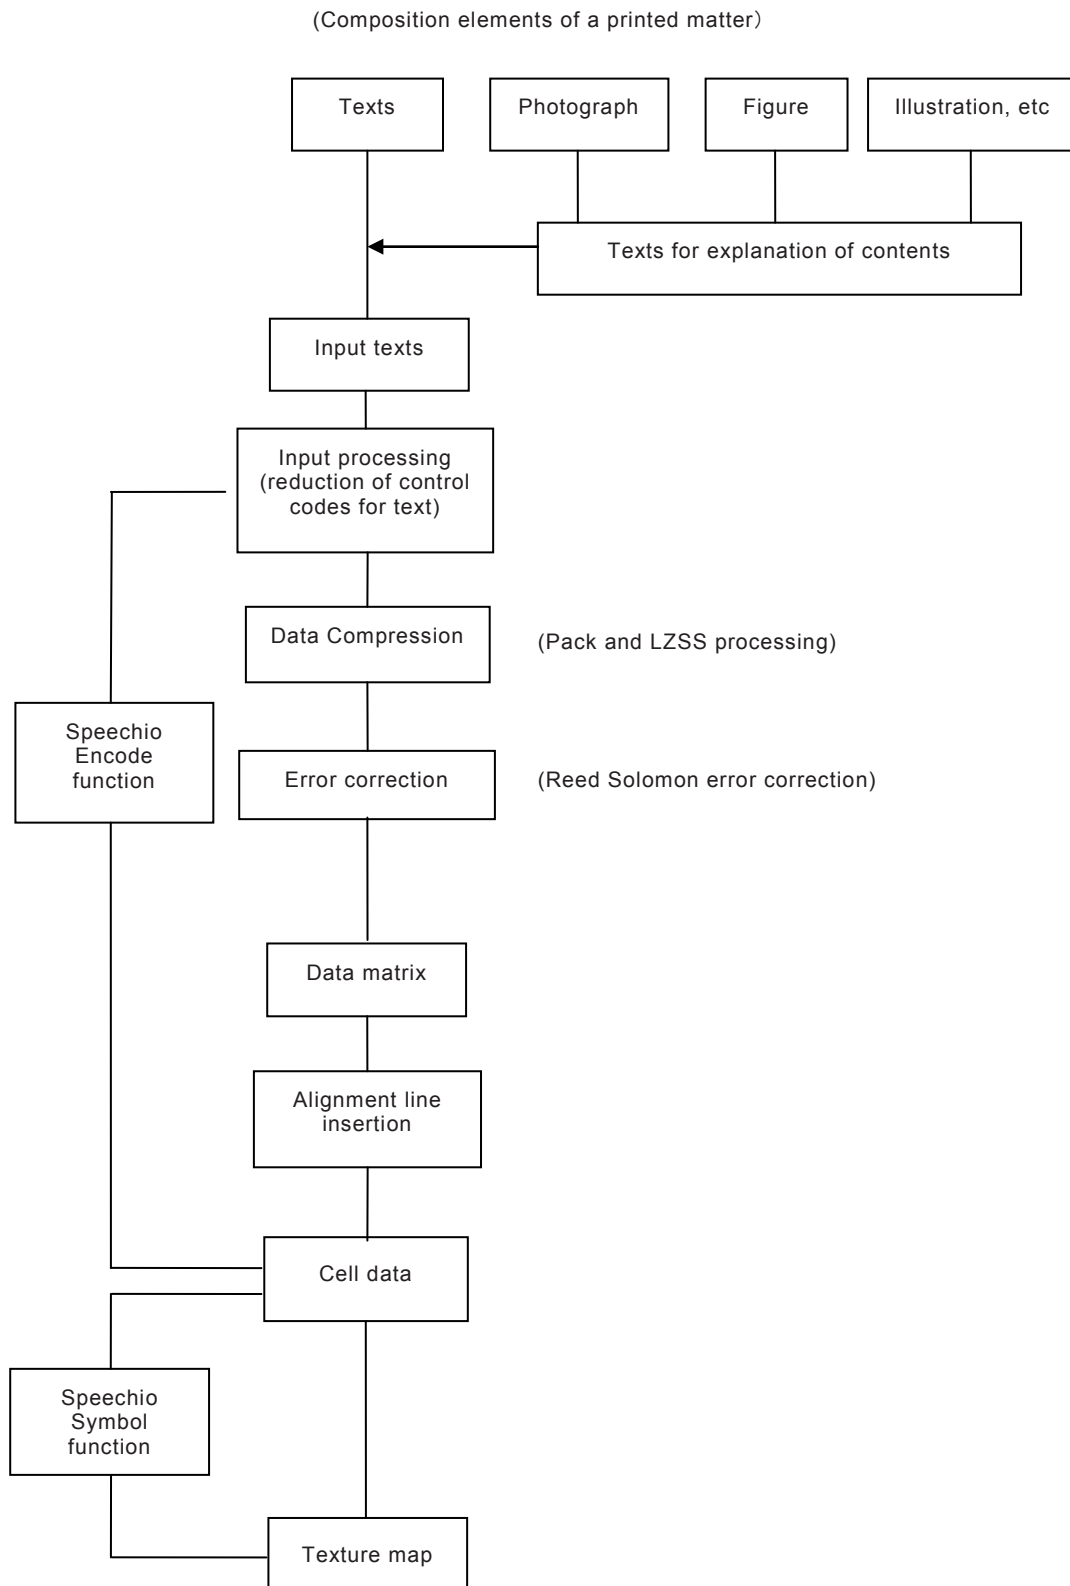 (Composition elements of a printed matter）
Texts
Photograph
Figure
Illustration, etc
Texts for explanation of contents
Input texts
Input processing
(reduction of control
codes for text)
Data Compression
(Pack and LZSS processing)
Speechio
Encode
function
Error correction
(Reed Solomon error correction)
Data matrix
Alignment line
insertion
Cell data
Speechio
Symbol
function
Texture map